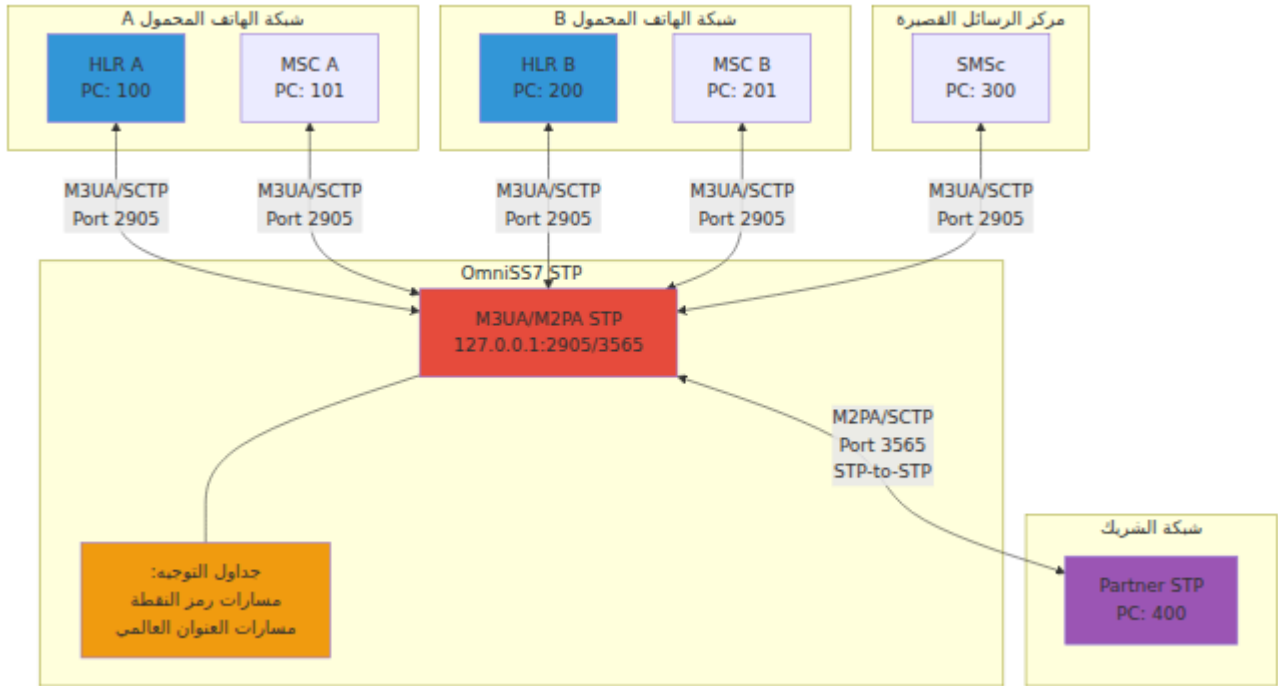 شبكة الهاتف المحمول A
HLR A
PC: 100
MSC A
PC: 101
شبكة الهاتف المحمول B
HLR B
PC: 200
MSC B
PC: 201
مركز الرسائل القصيرة
SMSc
PC: 300
M3UA/SCTP
Port 2905
M3UA/SCTP
Port 2905
M3UA/SCTP
Port 2905
M3UA/SCTP
Port 2905
M3UA/SCTP
Port 2905
OmniSS7 STP
M3UA/M2PA STP
127.0.0.1:2905/3565
M2PA/SCTP
Port 3565
STP-to-STP
جداول التوجيه:
مسارات رمز النقطة
مسارات العنوان العالمي
شبكة الشريك
Partner STP
PC: 400